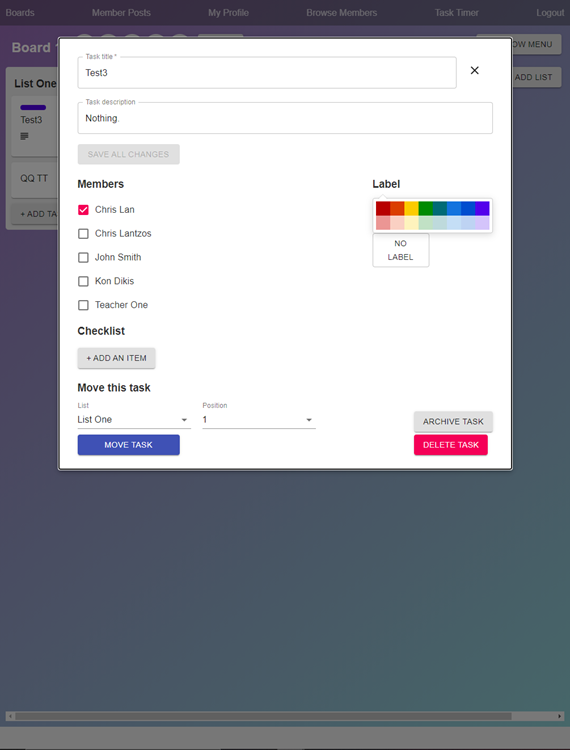 Boards Member Posts My Profile Browse Members Task Timer Logout
Board 1
OW MENU
ADD LIST
List One
Test3
QQ TT
+ ADD TA
Task title *
Test3
Task description
Nothing.
SAVE ALL CHANGES
Members
Chris Lan
Chris Lantzos
John Smith
Kon Dikis
Teacher One
Label
NO
LABEL
Checklist
+ ADD AN ITEM
Move this task
List
List One
Position
1
MOVE TASK
ARCHIVE TASK
DELETE TASK